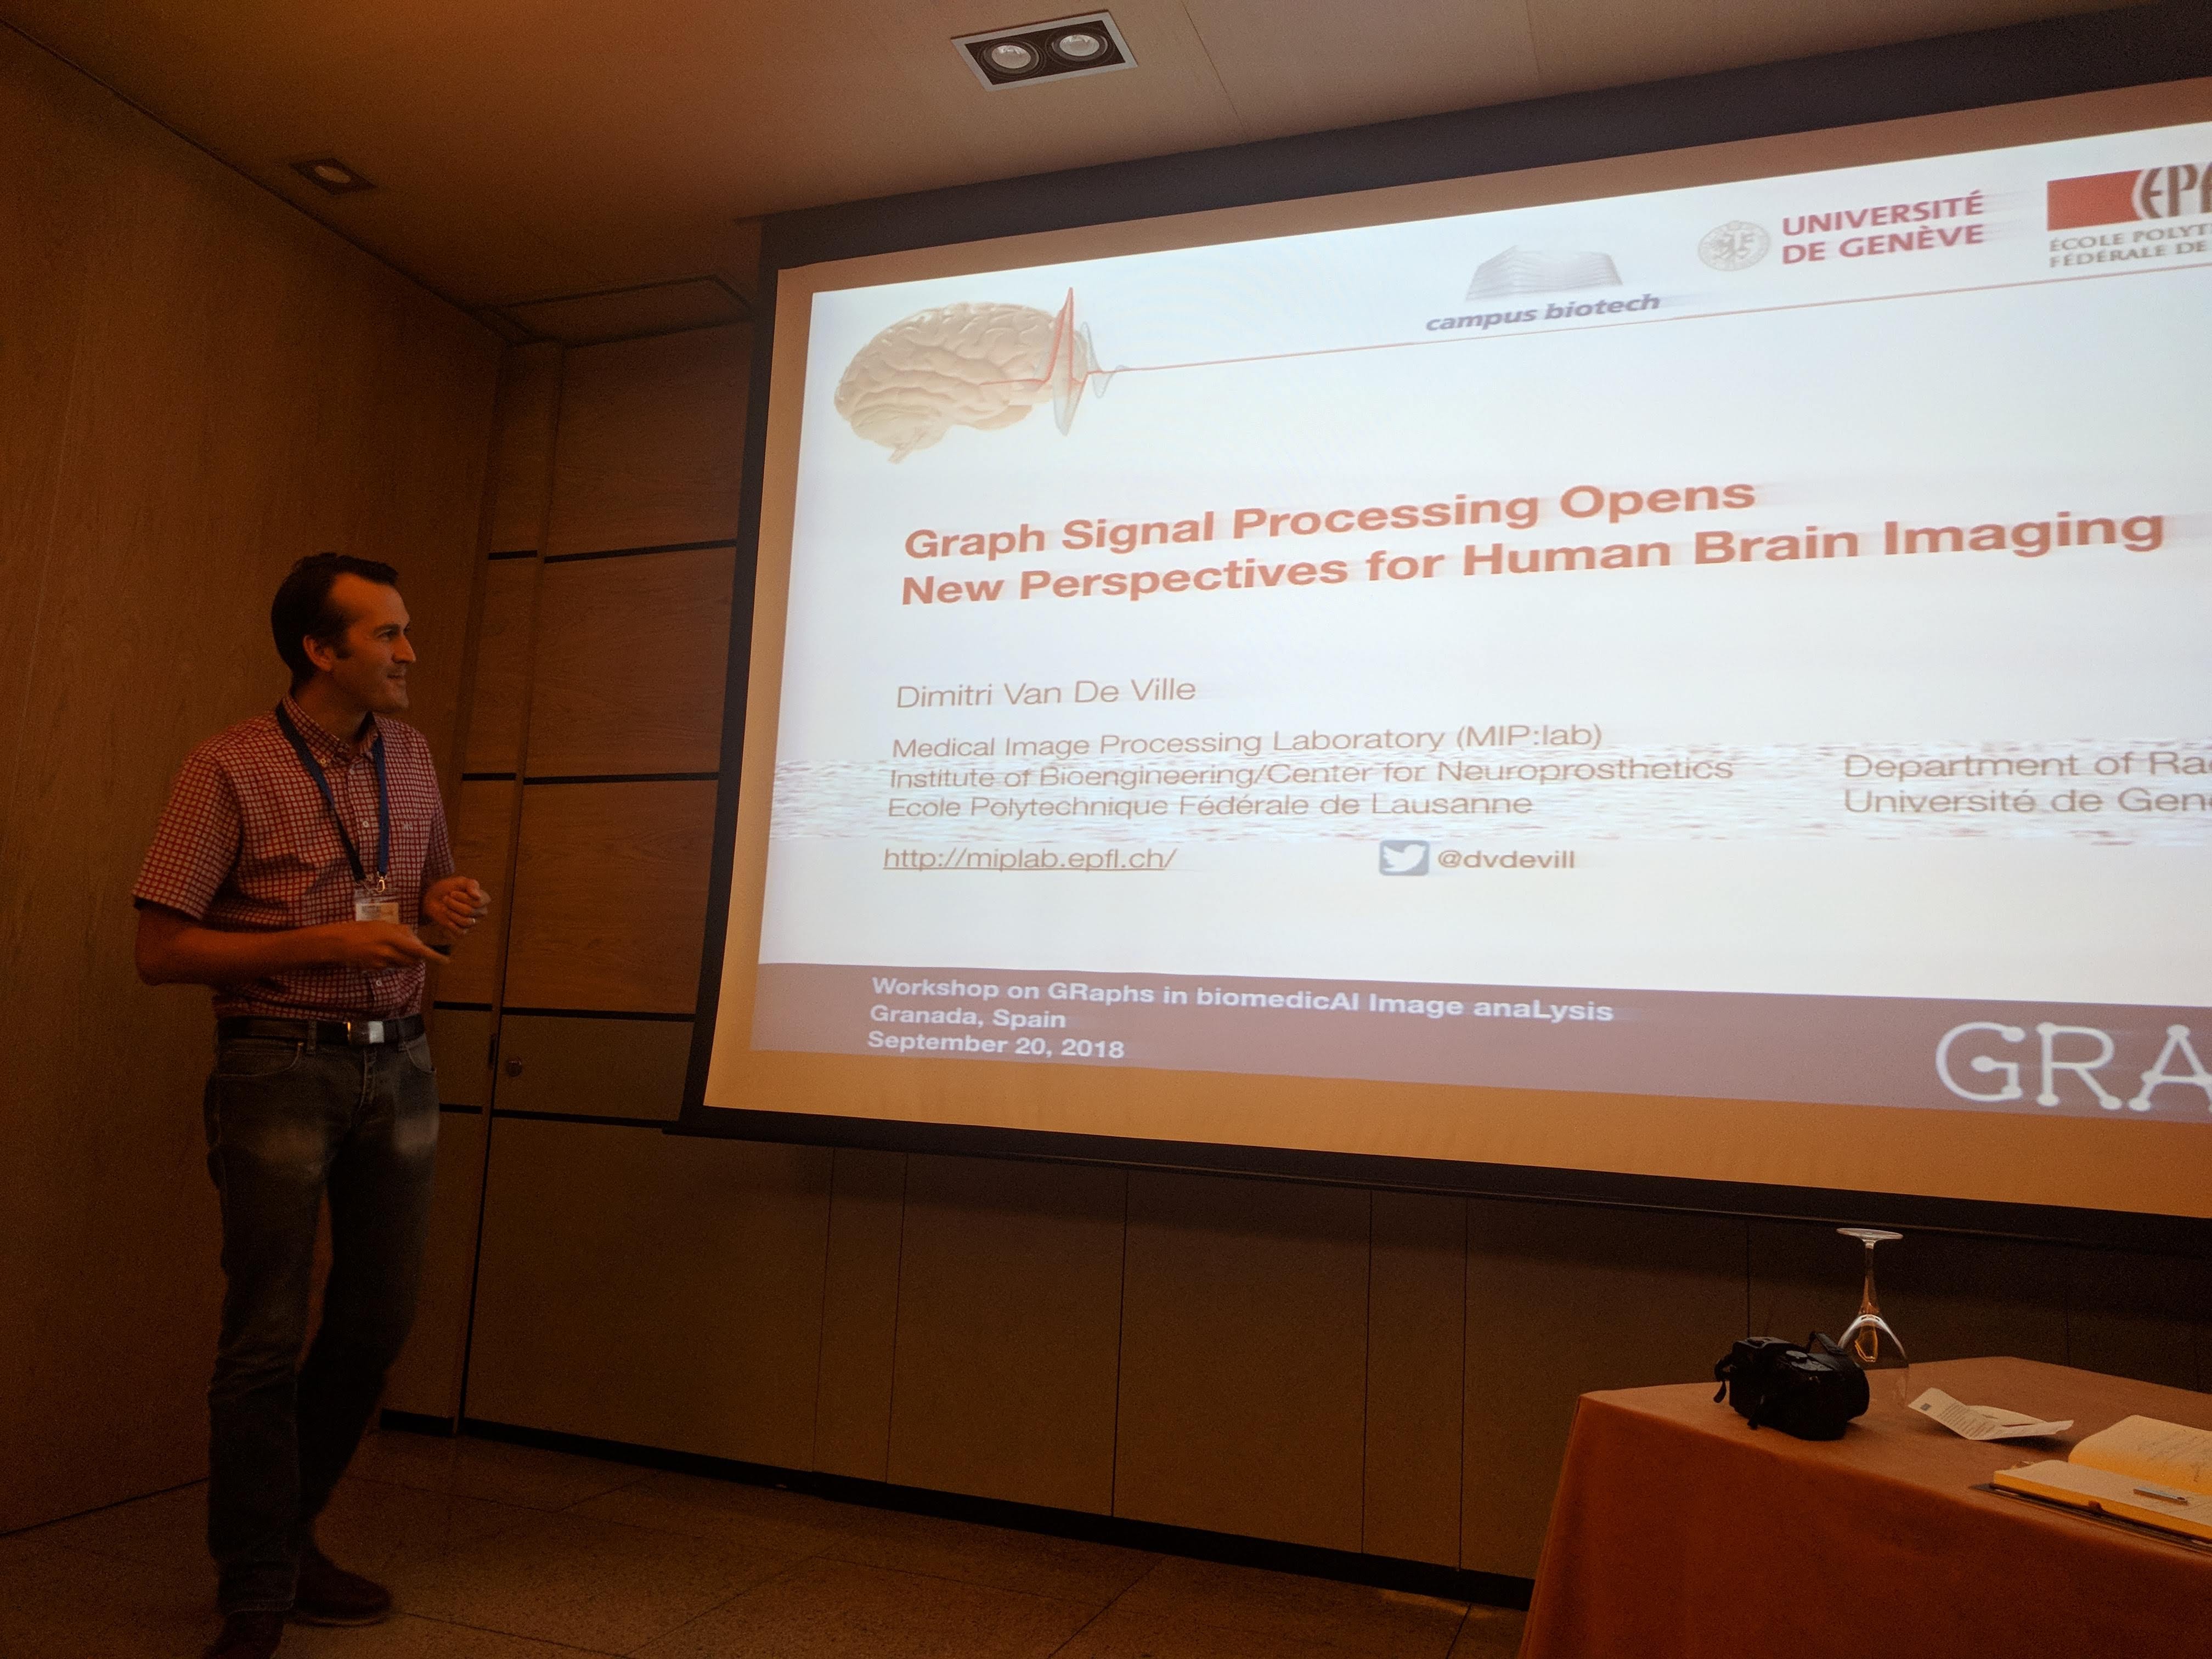 campus biotech
UNIVERSITÉ
DE GENÈVE
ÉCOLE
FÉDÉRALE DE
Graph Signal Processing Opens
New Perspectives for Human Brain Imaging
Dimitri Van De Ville
Medical Image Processing Laboratory (MIP:lab)
Institute of Bioengineering/Center for Neuroprosthetics
Ecole Polytechnique Fédérale de Lausanne
Department of
Université de
http://miplab.epfl.ch/
@dvdevill
Workshop on GRaphs in biomedicAl Image anaLysis
Granada, Spain
September 20, 2018
GRA